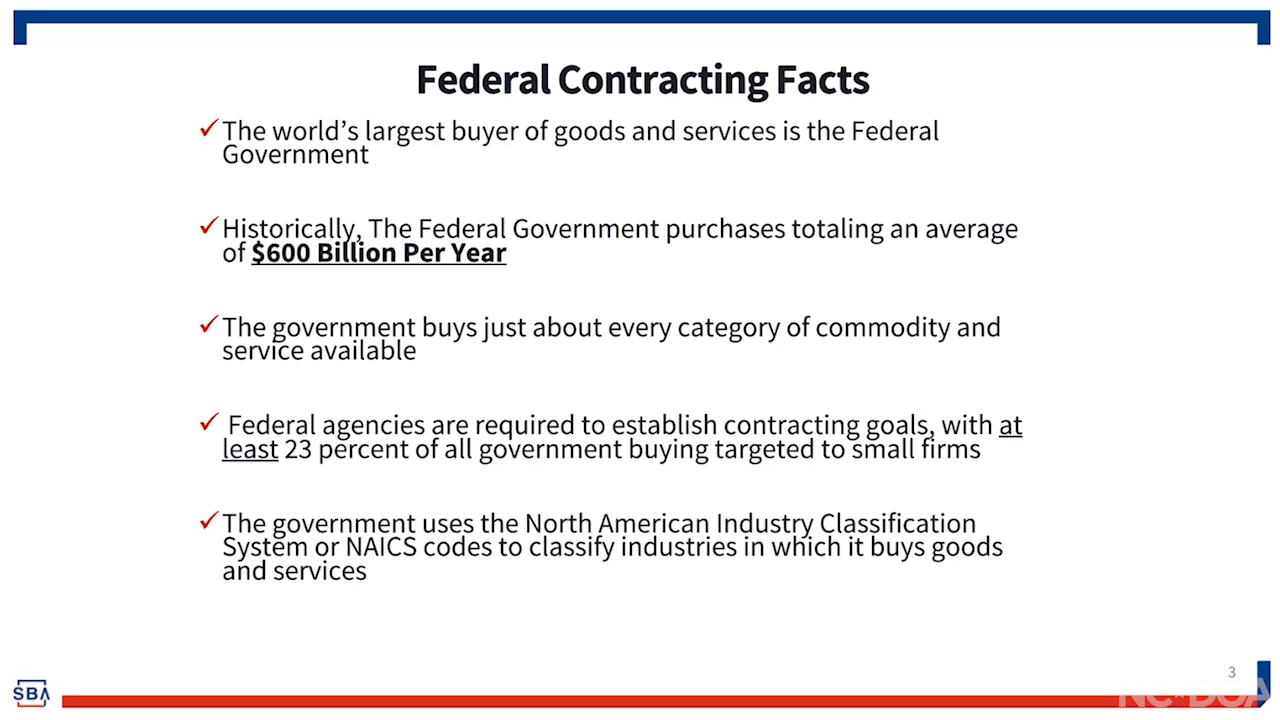 Federal Contracting Facts
✓The world’s largest buyer of goods and services is the Federal
Government
✓Historically, The Federal Government purchases totaling an average
of $600 Billion Per Year
✓The government buys just about every category of commodity and
service available
✓ Federal agencies are required to establish contracting goals, with at
least 23 percent of all government buying targeted to small firms
✓The government uses the North American Industry Classification
System or NAICS codes to classify industries in which it buys goods
and services
3
SBA
NC★DOA